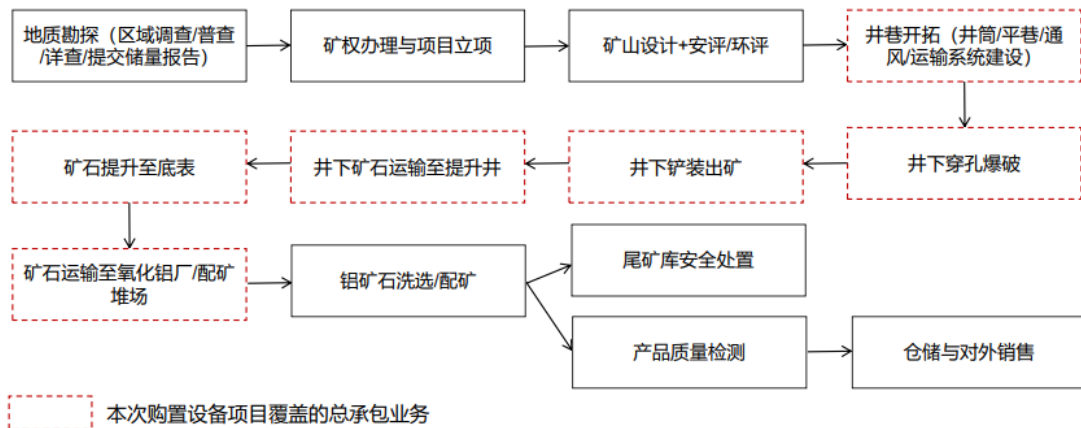 地质勘探（区域调查/普查
/详查/提交储量报告）
矿权办理与项目立项
矿山设计+安评/环评
井巷开拓（井筒/平巷/通
风/运输系统建设）
矿石提升至底表
井下矿石运输至提升井
井下铲装出矿
井下穿孔爆破
矿石运输至氧化铝厂/配矿
堆场
铝矿石洗选/配矿
尾矿库安全处置
产品质量检测
仓储与对外销售
本次购置设备项目覆盖的总承包业务